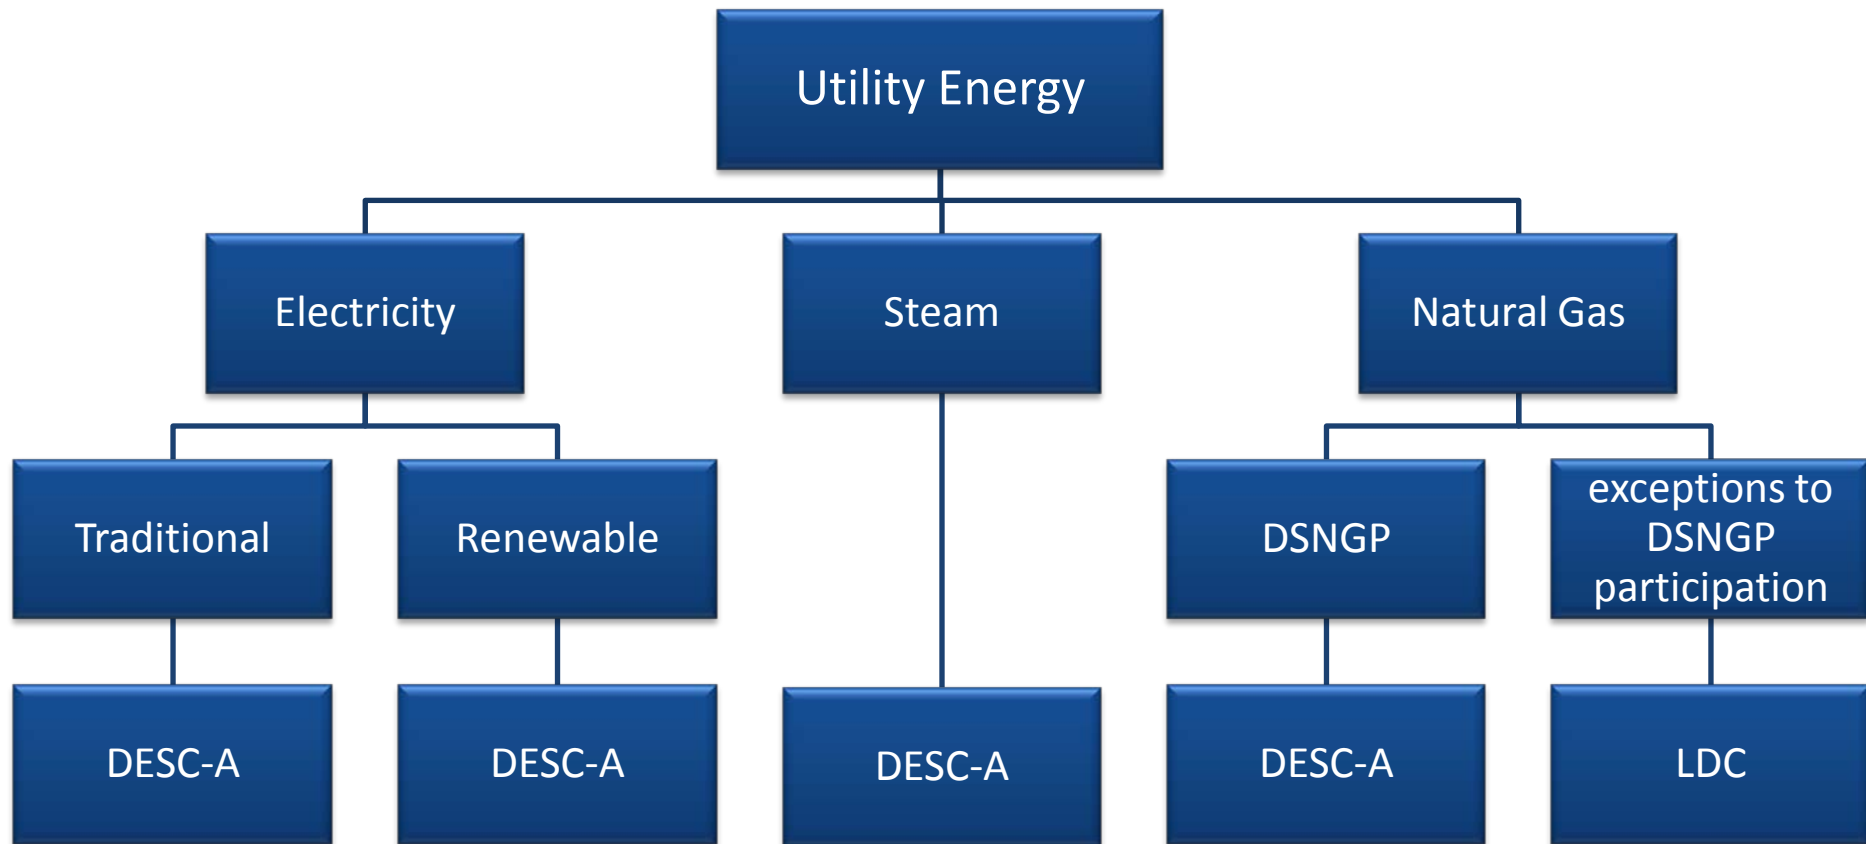 Utility Energy
Electricity
Steam
Natural Gas
Traditional
Renewable
DSNGP
exceptions to
DSNGP
participation
DESC-A
DESC-A
DESC-A
DESC-A
LDC